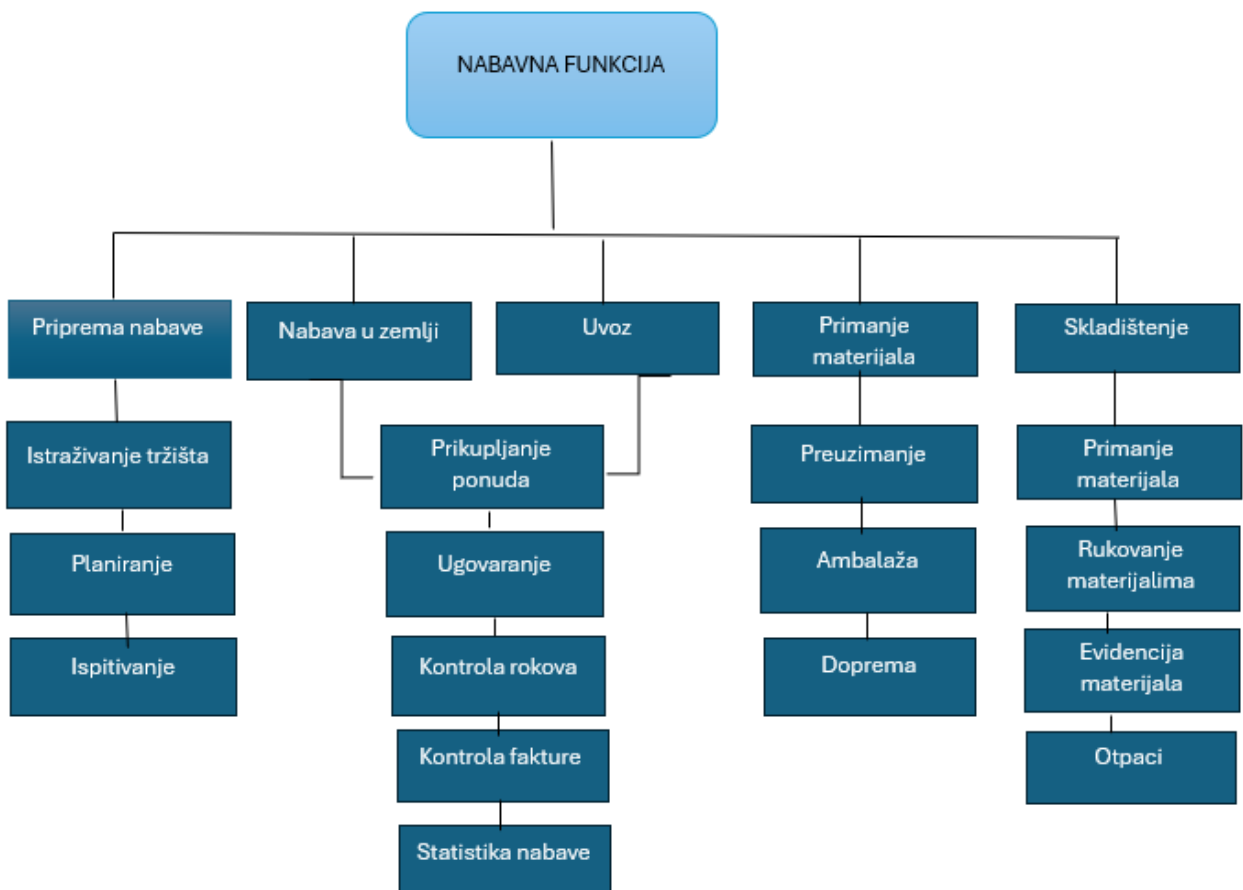 NABAVNA FUNKCIJA
Priprema nabave
Nabava u zemlji
Uvoz
Primanje
materijala
Skladištenje
Istraživanje tržišta
Prikupljanje
ponuda
Preuzimanje
Primanje
materijala
Planiranje
Ugovaranje
Ambalaža
Rukovanje
materijalima
Ispitivanje
Kontrola rokova
Doprema
Evidencija
materijala
Kontrola fakture
Otpaci
Statistika nabave